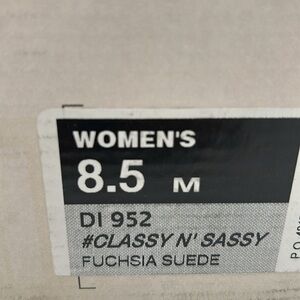 WOMEN'S
8.5 M
DI 952
#CLASSY N' SASSY
FUCHSIA SUEDE
P.O.